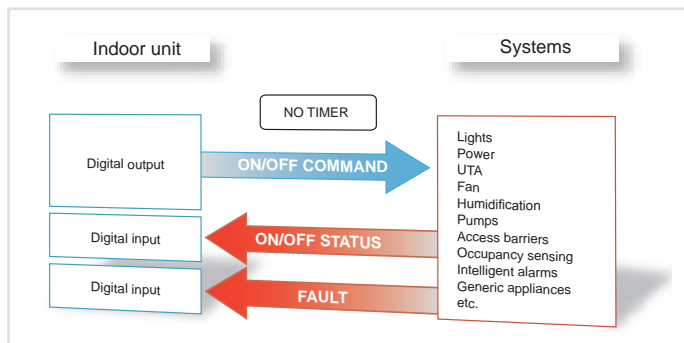 Indoor unit
Systems
NO TIMER
Digital output
ON/OFF COMMAND
Digital input
ON/OFF STATUS
Digital input
FAULT
Lights
Power
UTA
Fan
Humidification
Pumps
Access barriers
Occupancy sensing
Intelligent alarms
Generic appliances
etc.